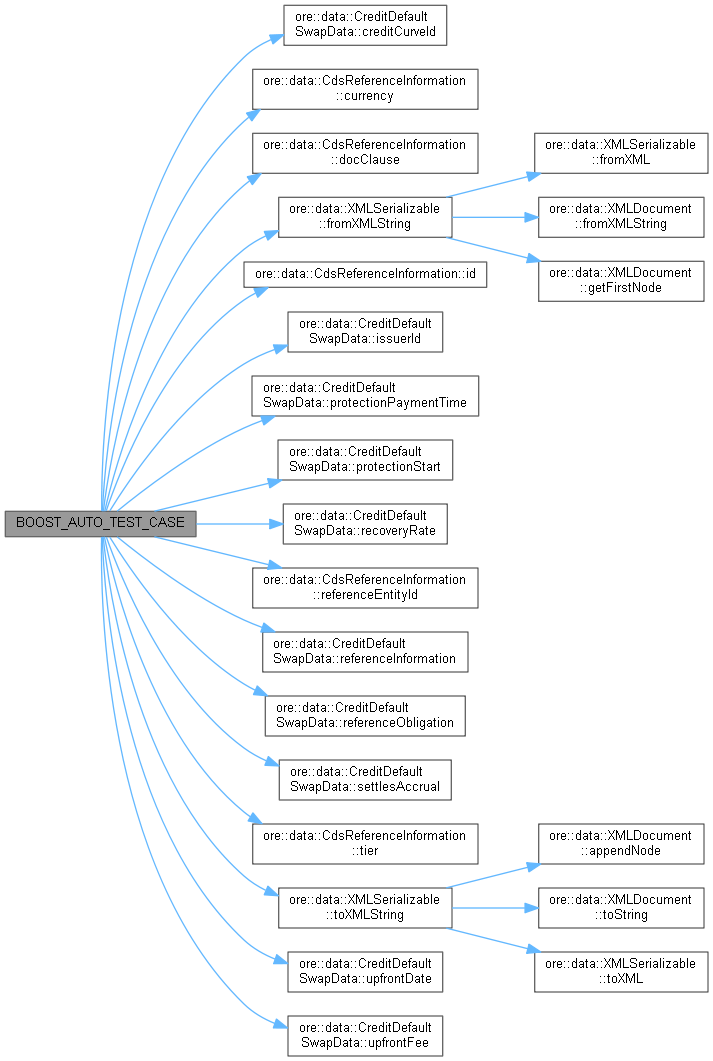 ore::data::CreditDefault
SwapData::creditCurveId
ore::data::CdsReferenceInformation
::currency
ore::data::CdsReferenceInformation
::docClause
ore::data::XMLSerializable
::fromXMLString
ore::data::XMLSerializable
::fromXML
ore::data::XMLDocument
::fromXMLString
ore::data::XMLDocument
::getFirstNode
ore::data::CdsReferenceInformation::id
ore::data::CreditDefault
SwapData::issuerId
ore::data::CreditDefault
SwapData::protectionPaymentTime
ore::data::CreditDefault
SwapData::protectionStart
BOOST_AUTO_TEST_CASE
ore::data::CreditDefault
SwapData::recoveryRate
ore::data::CdsReferenceInformation
::referenceEntityId
ore::data::CreditDefault
SwapData::referenceInformation
ore::data::CreditDefault
SwapData::referenceObligation
ore::data::CreditDefault
SwapData::settlesAccrual
ore::data::CdsReferenceInformation
::tier
ore::data::XMLSerializable
::toXMLString
ore::data::XMLDocument
::appendNode
ore::data::XMLDocument
::toString
ore::data::XMLSerializable
::toXML
ore::data::CreditDefault
SwapData::upfrontDate
ore::data::CreditDefault
SwapData::upfrontFee